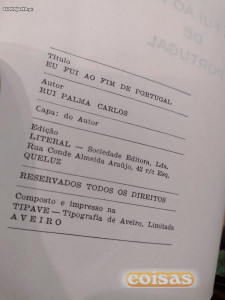 Título
EU FUI AO FIM DE PORTUGAL
Autor
RUI PALMA CARLOS
Capa: do Autor
Edição
LITERAL — Sociedade Editora, Lda.
Rua Conde Almeida Araújo, 42 r/c Esq.
QUELUZ
RESERVADOS TODOS OS DIREITOS
Composto e impresso na
TIPAVE — Tipografia de Aveiro, Limitada
AVEIRO
coisas